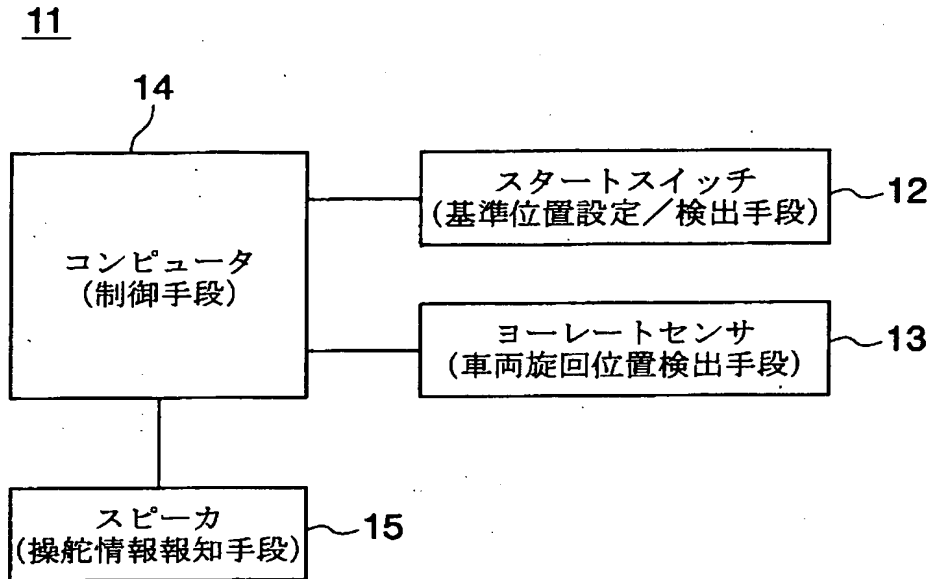 11
14
コンピュータ
(制御手段)
スタートスイッチ
(基準位置設定/検出手段)
12
ヨーレートセンサ
(車両旋回位置検出手段)
13
スピーカ
(操舵情報報知手段)
15